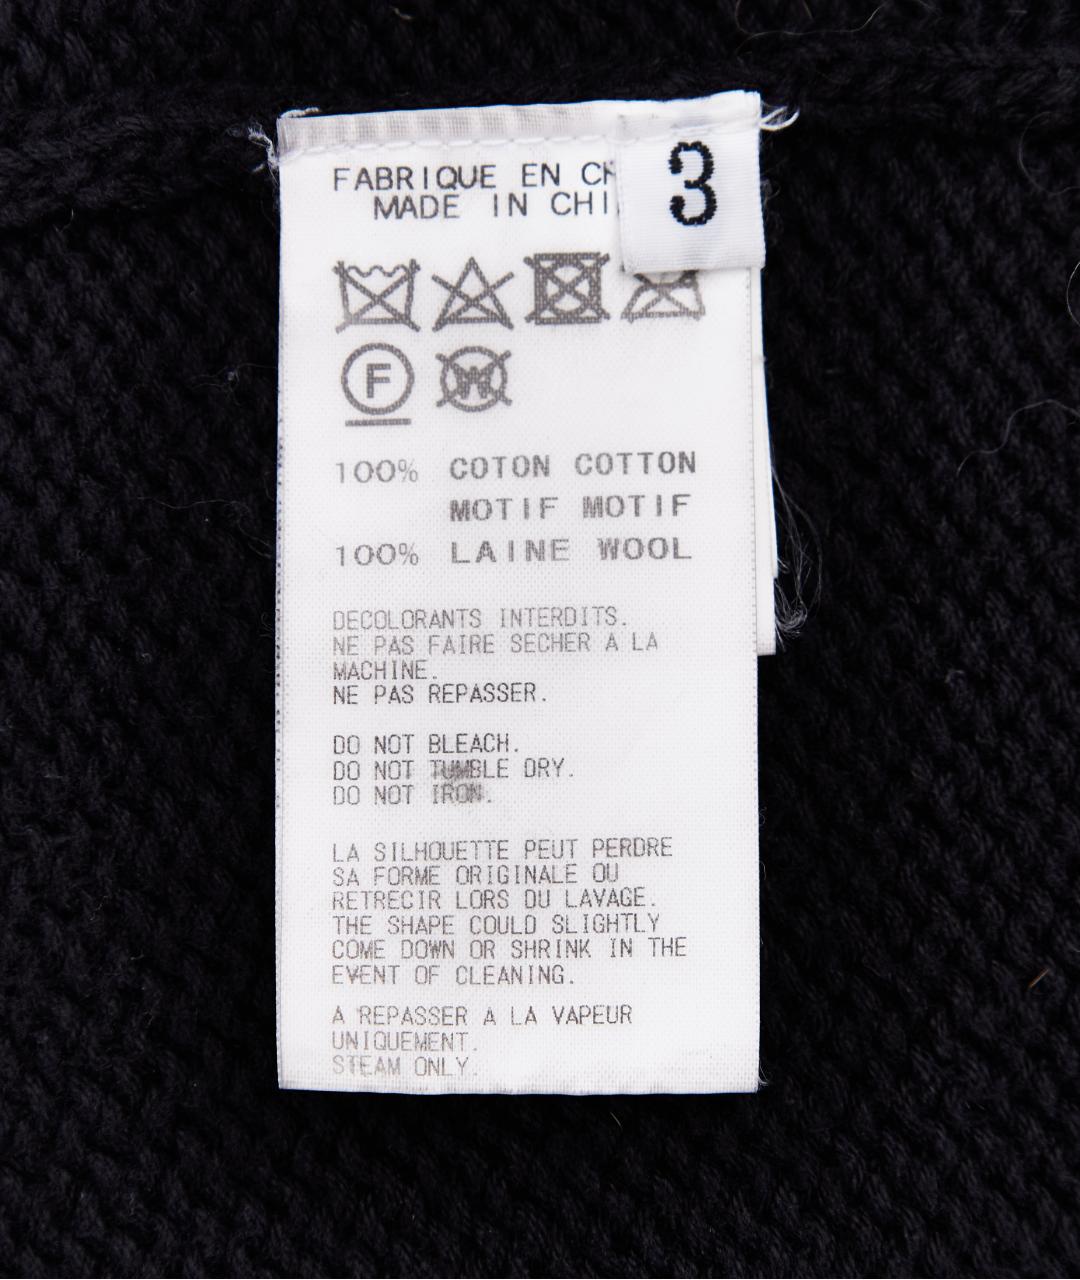 FABRIQUE EN
MADE IN
3
F
W
100% COTON COTTON
MOTIF MOTIF
100% LAINE WOOL
DECOLORANTS INTERDITS.
NE PAS FAIRE SECHER A LA
MACHINE.
NE PAS REPASSER.
DO NOT BLEACH.
DO NOT TUMBLE DRY.
DO NOT IRON.
LA SILHOUETTE PEUT PERDRE
SA FORME ORIGINALE OU
RETRECIR LORS DU LAVAGE.
THE SHAPE COULD SLIGHTLY
COME DOWN OR SHRINK IN THE
EVENT OF CLEANING.
A REPASSER A LA VAPEUR
UNIQUEMENT.
STEAM ONLY.